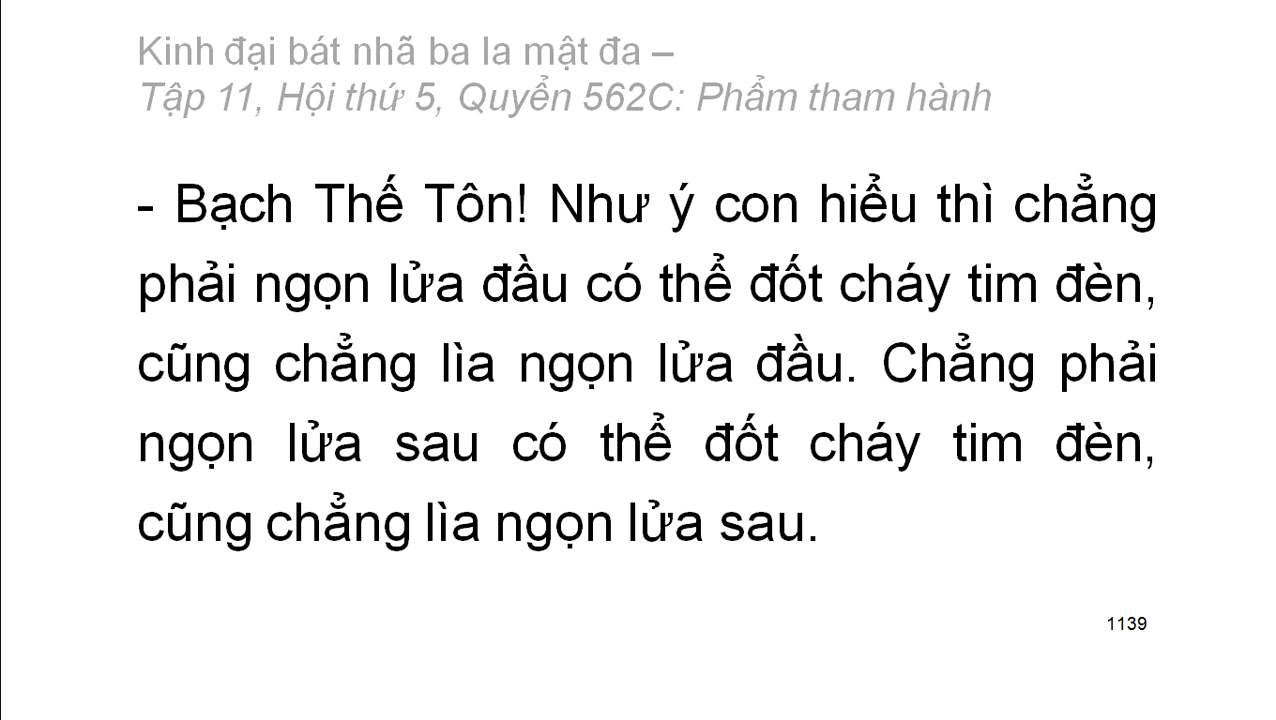 Kinh đại bát nhã ba la mật đa –
Tập 11, Hội thứ 5, Quyển 562C: Phẩm tham hành
- Bạch Thế Tôn! Như ý con hiểu thì chẳng
phải ngọn lửa đầu có thể đốt cháy tim đèn,
cũng chẳng lìa ngọn lửa đầu. Chẳng phải
ngọn lửa sau có thể đốt cháy tim đèn,
cũng chẳng lìa ngọn lửa sau.
1139